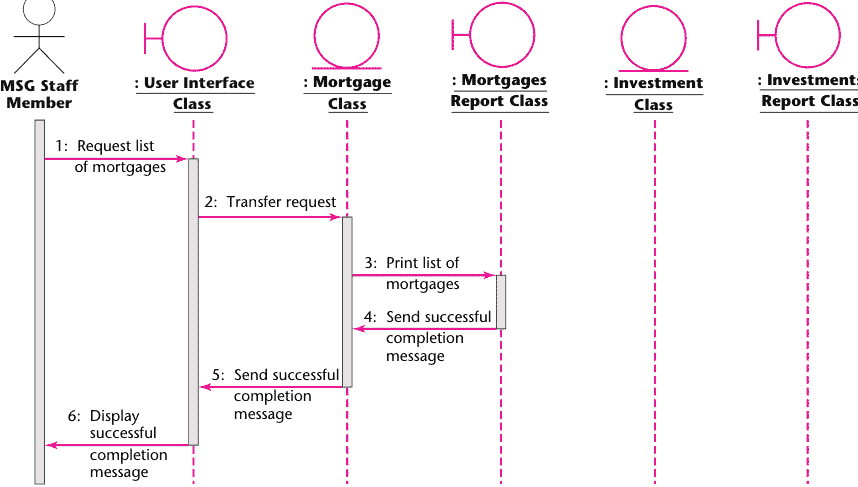 MSG Staff
Member
: User Interface
Class
: Mortgage
Class
: Mortgages
Report Class
: Investment
Class
: Investments
Report Class
1: Request list
of mortgages
2: Transfer request
3: Print list of
mortgages
4: Send successful
completion
message
5: Send successful
completion
message
6: Display
successful
completion
message